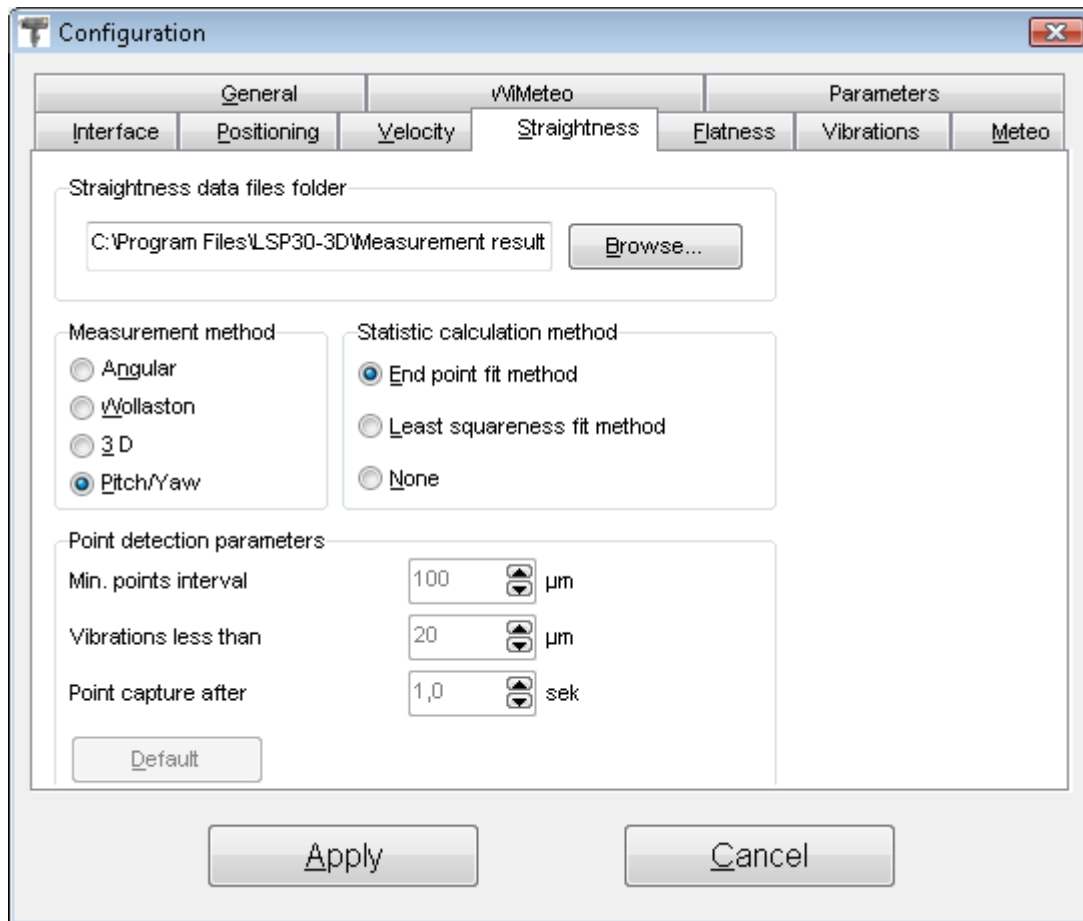 Configuration
General WiMeteo Parameters
Interface Positioning Velocity Straightness Flatness Vibrations Meteo
Straightness data files folder
C:\Program Files\LSP30-3D\Measurement result Browse...
Measurement method Statistic calculation method
Angular
End point fit method
Wollaston
Least squareness fit method
3 D
Pitch/Yaw
None
Point detection parameters
Min. points interval 100 µm
Vibrations less than 20 µm
Point capture after 1,0 sek
Default
Apply Cancel